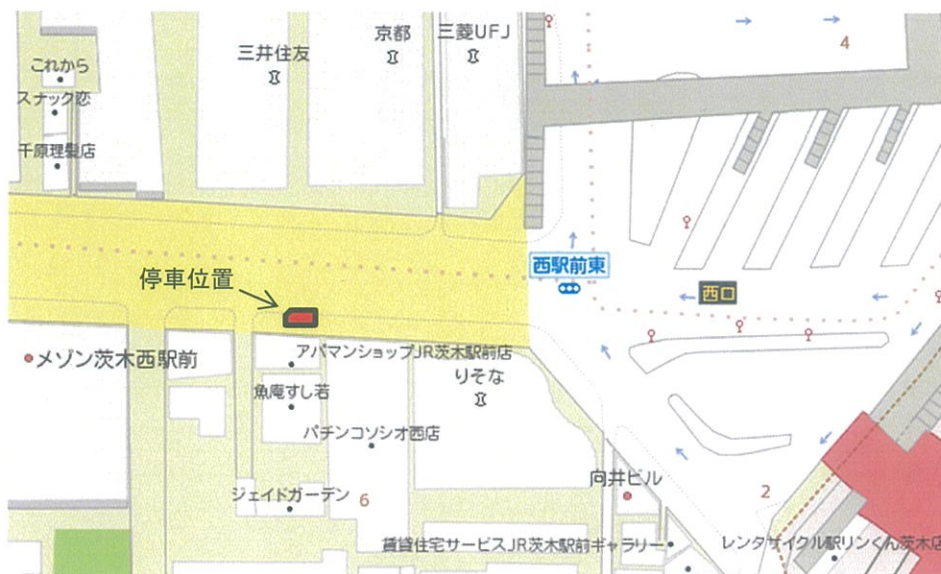 京都
三菱UFJ
三井住友
4
これから
スナック恋
千原理髪店
西駅前東
停車位置
西口
メゾン茨木西駅前
アパマンショップJR茨木駅前店
りそな
魚庵すし若
パチンコソシオ西店
ジェイドガーデン
6
向井ビル
2
賃貸住宅サービスJR茨木駅前ギャラリー
レンタサイクル駅リンくん茨木店